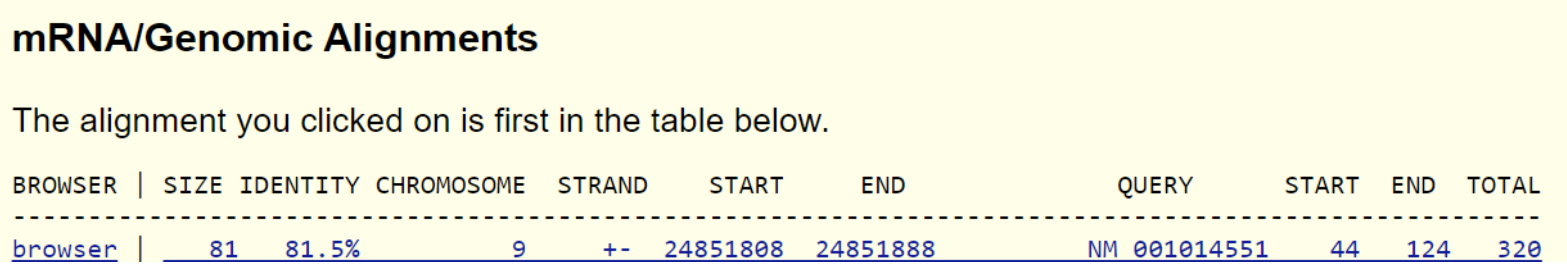 mRNA/Genomic Alignments
The alignment you clicked on is first in the table below.
BROWSER | SIZE IDENTITY CHROMOSOME  STRAND    START     END              QUERY      START  END  TOTAL
-----------------------------------------------------------------------------------------------------
browser |   81   81.5%          9     +-  24851808  24851888          NM_001014551    44   124   320